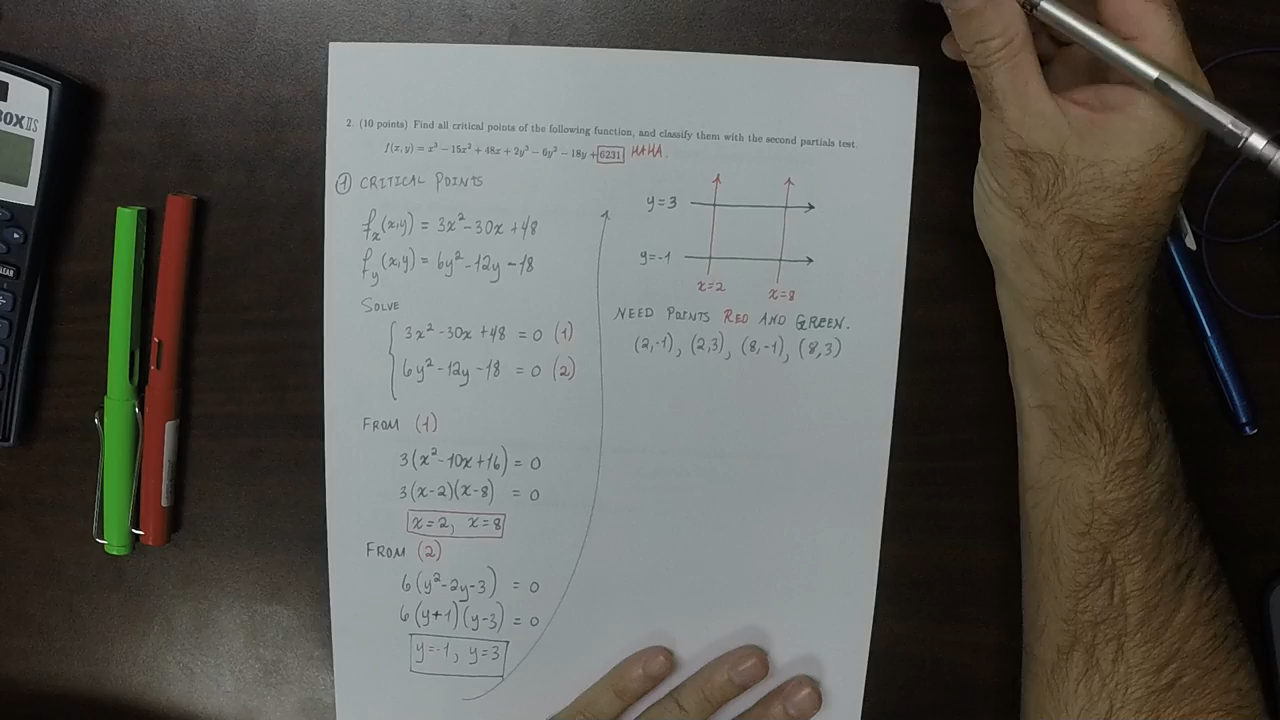 BOXIIS
CLEAR
2. (10 points) Find all critical points of the following function, and classify them with the second partials test.
f(x, y) = x³ − 15x² + 48x + 2y³ − 6y² − 18y + 6231 HAHA.
① CRITICAL POINTS
fₓ(x,y) = 3x² - 30x + 48
f_y(x,y) = 6y² - 12y - 18
SOLVE
3x² - 30x + 48 = 0 (1)
6y² - 12y - 18 = 0 (2)
FROM (1)
3(x² - 10x + 16) = 0
3(x-2)(x-8) = 0
x=2, x=8
FROM (2)
6(y² - 2y - 3) = 0
6(y+1)(y-3) = 0
y=-1, y=3
y=3
y=-1
x=2 x=8
NEED POINTS RED AND GREEN.
(2,-1), (2,3), (8,-1), (8,3)